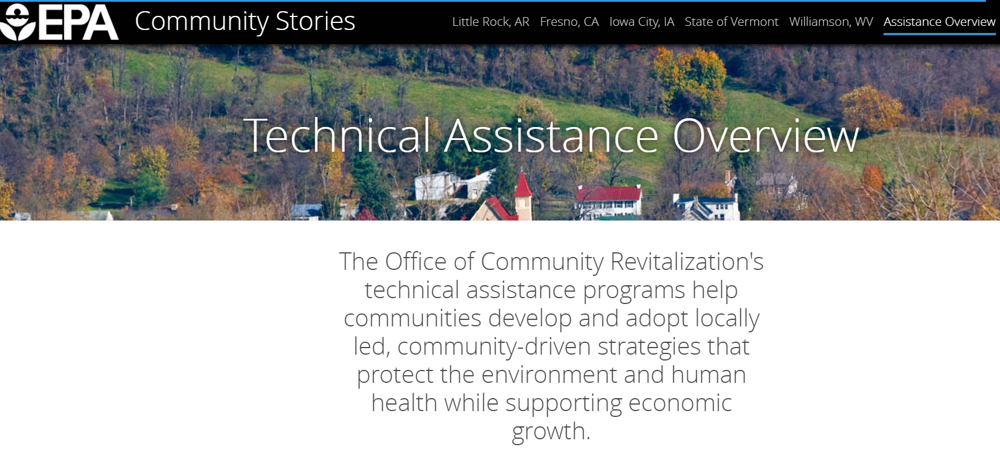 EPA Community Stories Little Rock, AR Fresno, CA Iowa City, IA State of Vermont Williamson, WV Assistance Overview
Technical Assistance Overview
The Office of Community Revitalization's
technical assistance programs help
communities develop and adopt locally
led, community-driven strategies that
protect the environment and human
health while supporting economic
growth.